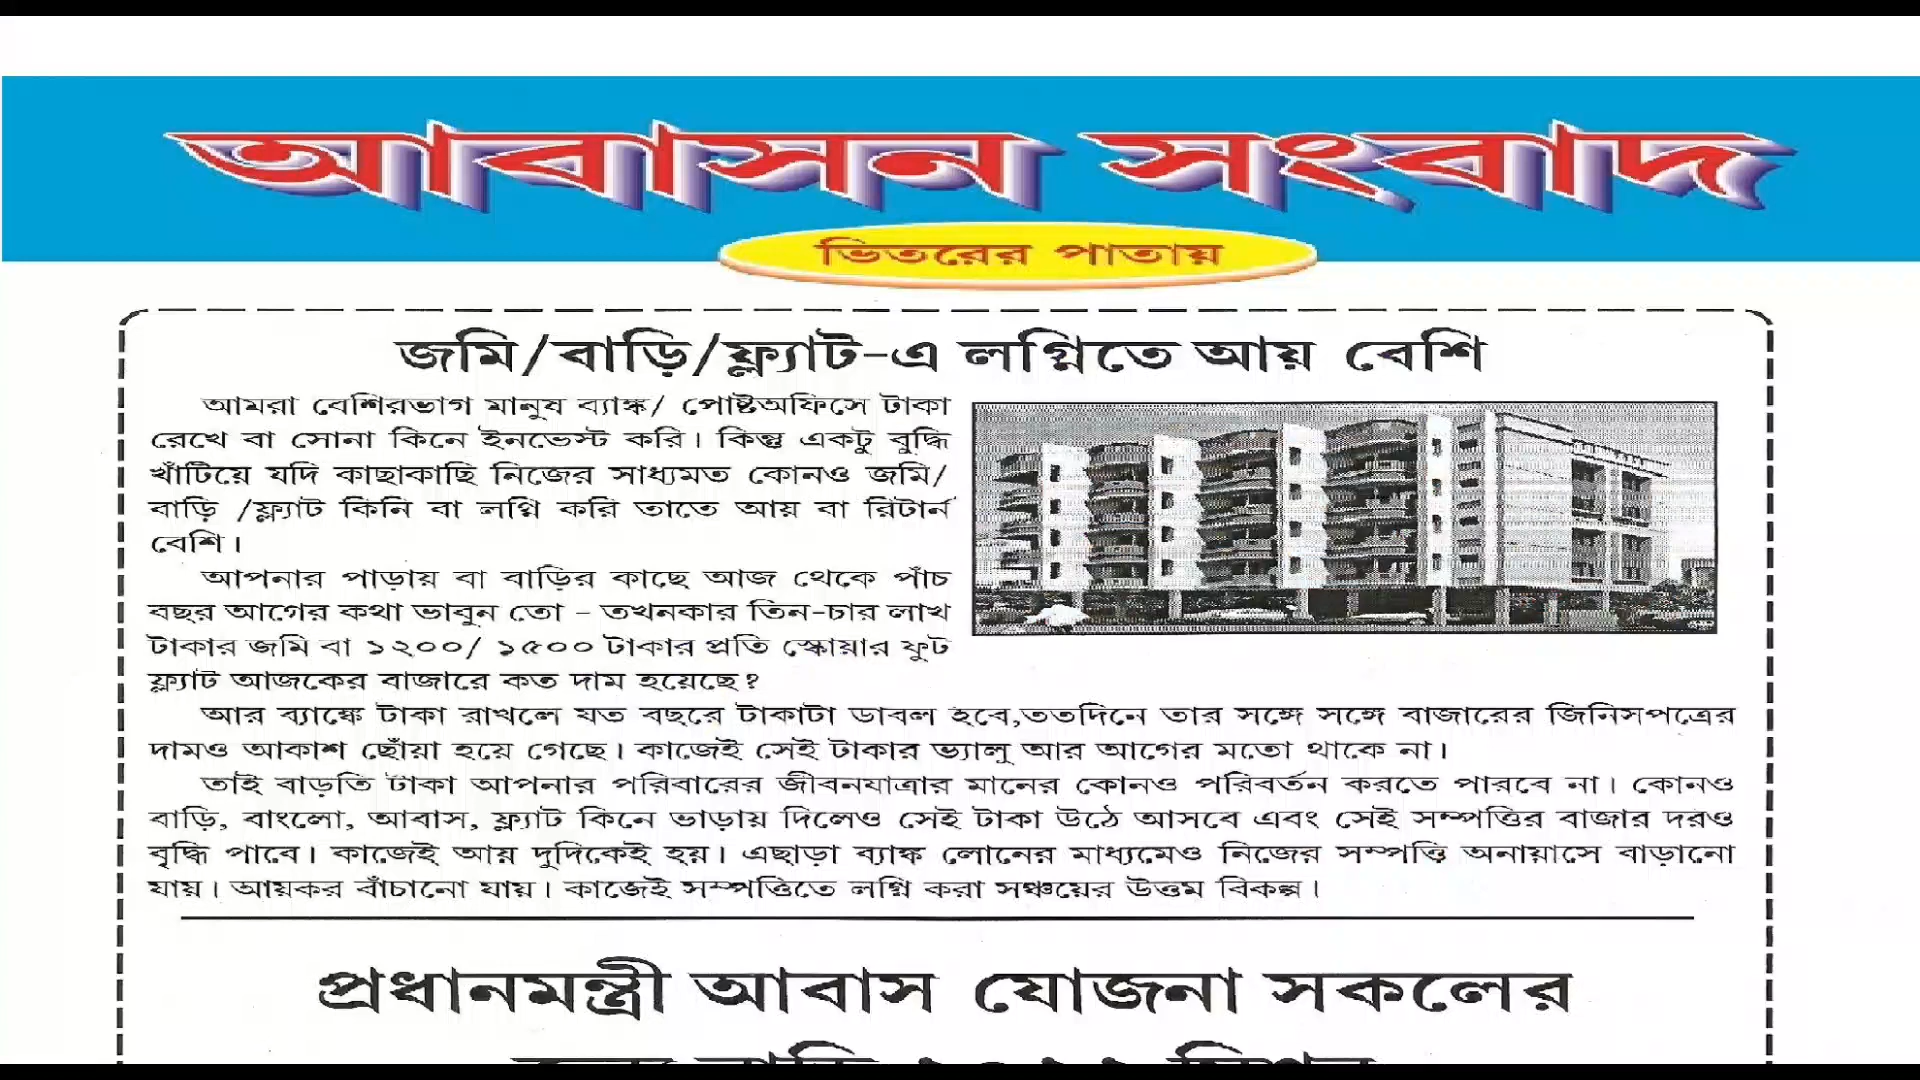 আবাসন সংবাদ
ভিতরের পাতায়
জমি/বাড়ি/ফ্ল্যাট-এ লগ্নিতে আয় বেশি
আমরা বেশিরভাগ মানুষ ব্যাঙ্ক/ পোষ্টঅফিসে টাকা
রেখে বা সোনা কিনে ইনভেস্ট করি। কিন্তু একটু বুদ্ধি
খাঁটিয়ে যদি কাছাকাছি নিজের সাধ্যমত কোনও জমি/
বাড়ি /ফ্ল্যাট কিনি বা লগ্নি করি তাতে আয় বা রিটার্ন
বেশি।
আপনার পাড়ায় বা বাড়ির কাছে আজ থেকে পাঁচ
বছর আগের কথা ভাবুন তো - তখনকার তিন-চার লাখ
টাকার জমি বা ১২০০/ ১৫০০ টাকার প্রতি স্কোয়ার ফুট
ফ্ল্যাট আজকের বাজারে কত দাম হয়েছে?
আর ব্যাঙ্কে টাকা রাখলে যত বছরে টাকাটা ডাবল হবে,ততদিনে তার সঙ্গে সঙ্গে বাজারের জিনিসপত্রের
দামও আকাশ ছোঁয়া হয়ে গেছে। কাজেই সেই টাকার ভ্যালু আর আগের মতো থাকে না।
তাই বাড়তি টাকা আপনার পরিবারের জীবনযাত্রার মানের কোনও পরিবর্তন করতে পারবে না। কোনও
বাড়ি, বাংলো, আবাস, ফ্ল্যাট কিনে ভাড়ায় দিলেও সেই টাকা উঠে আসবে এবং সেই সম্পত্তির বাজার দরও
বৃদ্ধি পাবে। কাজেই আয় দুদিকেই হয়। এছাড়া ব্যাঙ্ক লোনের মাধ্যমেও নিজের সম্পত্তি অনায়াসে বাড়ানো
যায়। আয়কর বাঁচানো যায়। কাজেই সম্পত্তিতে লগ্নি করা সঞ্চয়ের উত্তম বিকল্প।
প্রধানমন্ত্রী আবাস যোজনা সকলের